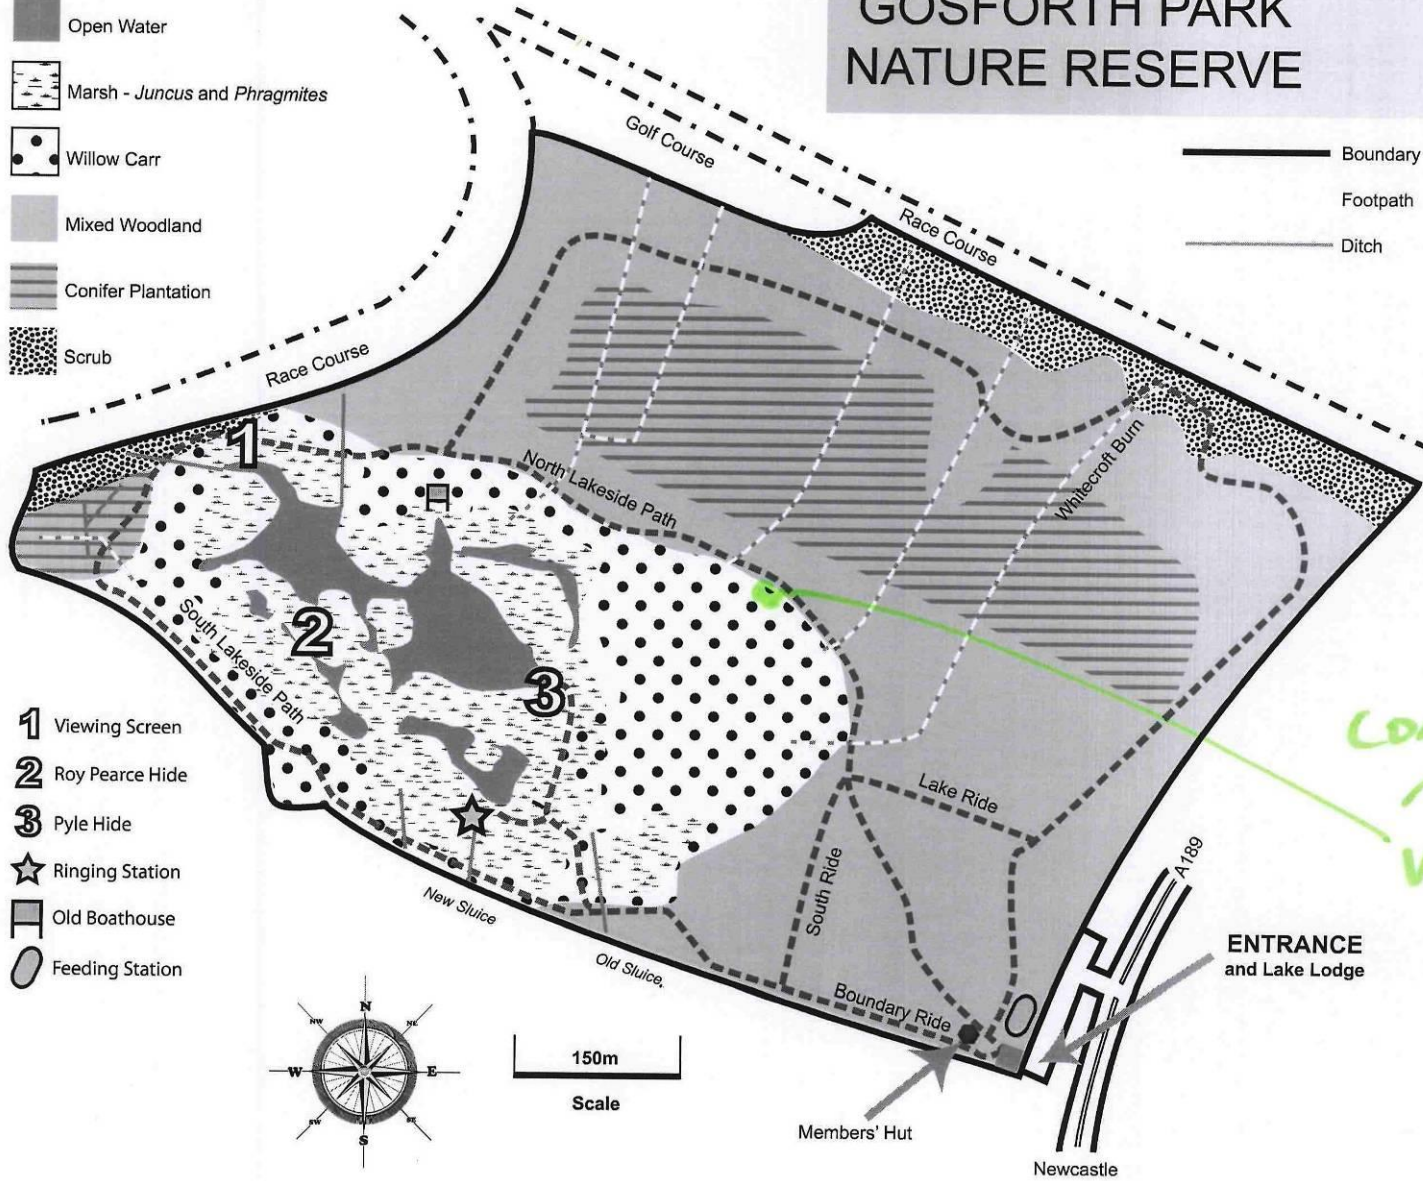 GOSFORTH PARK
NATURE RESERVE
Open Water
Marsh - Juncus and Phragmites
Willow Carr
Mixed Woodland
Conifer Plantation
Scrub
Boundary
Footpath
Ditch
Golf Course
Race Course
Race Course
1
North Lakeside Path
Whitecroft Burn
2
South Lakeside Path
3
1 Viewing Screen
2 Roy Pearce Hide
3 Pyle Hide
Ringing Station
Old Boathouse
Feeding Station
Lake Ride
South Ride
A189
New Sluice
Old Sluice
Boundary Ride
ENTRANCE
and Lake Lodge
N
NE
E
SE
S
SW
W
NW
150m
Scale
Members' Hut
Newcastle